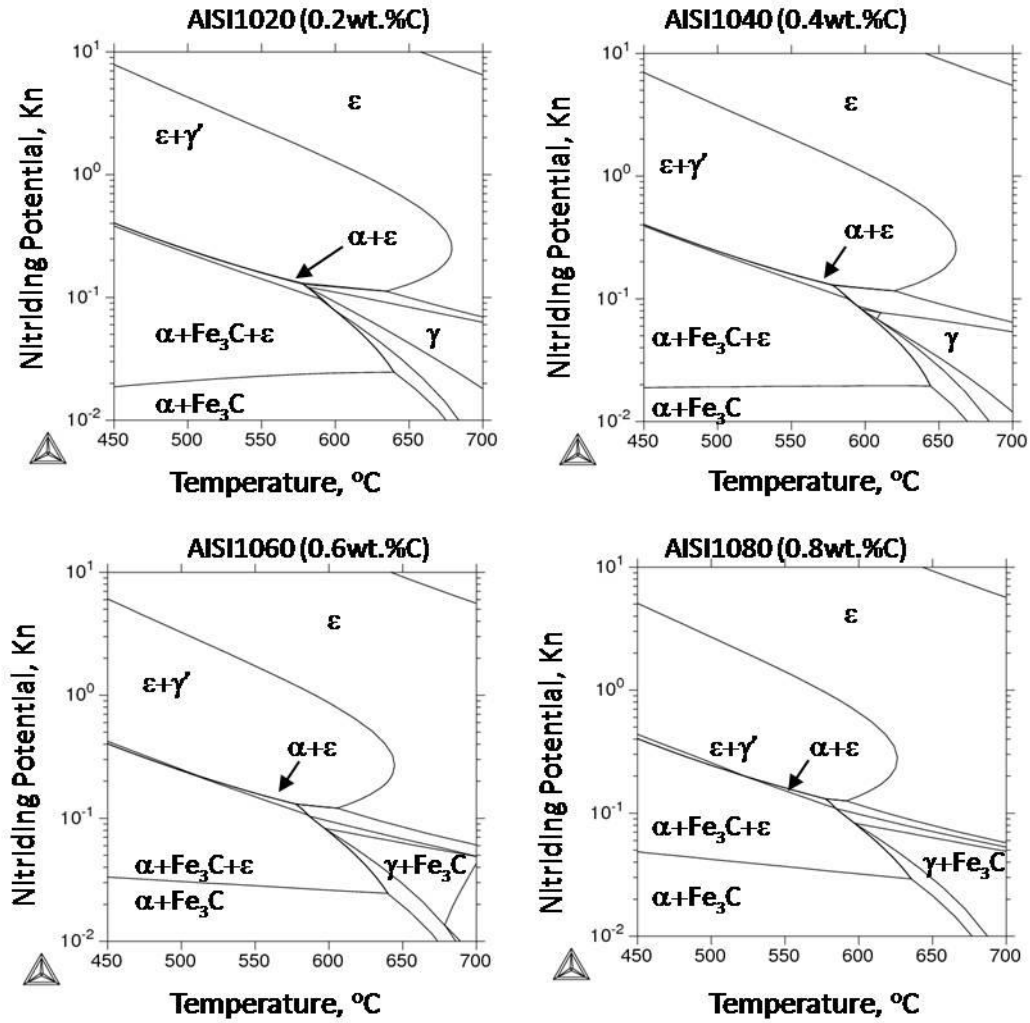 AISI1020 (0.2wt.%C)
Nitriding Potential, Kn
10¹
10⁰
10⁻¹
10⁻²
ε
ε+γ'
α+ε
γ
α+Fe₃C+ε
α+Fe₃C
450 500 550 600 650 700
Temperature, °C
AISI1040 (0.4wt.%C)
Nitriding Potential, Kn
10¹
10⁰
10⁻¹
10⁻²
ε
ε+γ'
α+ε
γ
α+Fe₃C+ε
α+Fe₃C
450 500 550 600 650 700
Temperature, °C
AISI1060 (0.6wt.%C)
Nitriding Potential, Kn
10¹
10⁰
10⁻¹
10⁻²
ε
ε+γ'
α+ε
α+Fe₃C+ε
γ+Fe₃C
α+Fe₃C
450 500 550 600 650 700
Temperature, °C
AISI1080 (0.8wt.%C)
Nitriding Potential, Kn
10¹
10⁰
10⁻¹
10⁻²
ε
ε+γ'
α+ε
α+Fe₃C+ε
γ+Fe₃C
α+Fe₃C
450 500 550 600 650 700
Temperature, °C